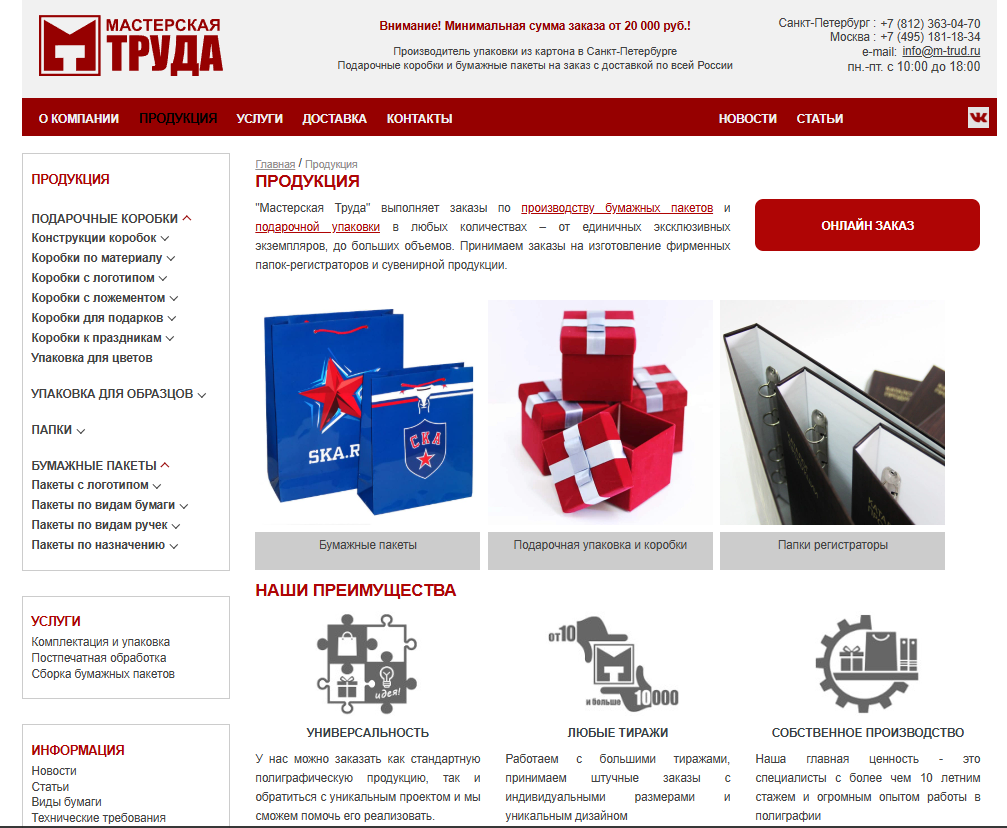 МАСТЕРСКАЯ
ТРУДА
Внимание! Минимальная сумма заказа от 20 000 руб.!
Производитель упаковки из картона в Санкт-Петербурге
Подарочные коробки и бумажные пакеты на заказ с доставкой по всей России
Санкт-Петербург : +7 (812) 363-04-70
Москва : +7 (495) 181-18-34
e-mail: info@m-trud.ru
пн.-пт. с 10:00 до 18:00
О КОМПАНИИ ПРОДУКЦИЯ УСЛУГИ ДОСТАВКА КОНТАКТЫ НОВОСТИ СТАТЬИ
ПРОДУКЦИЯ
ПОДАРОЧНЫЕ КОРОБКИ
Конструкции коробок
Коробки по материалу
Коробки с логотипом
Коробки с ложементом
Коробки для подарков
Коробки к праздникам
Упаковка для цветов
УПАКОВКА ДЛЯ ОБРАЗЦОВ
ПАПКИ
БУМАЖНЫЕ ПАКЕТЫ
Пакеты с логотипом
Пакеты по видам бумаги
Пакеты по видам ручек
Пакеты по назначению
УСЛУГИ
Комплектация и упаковка
Постпечатная обработка
Сборка бумажных пакетов
ИНФОРМАЦИЯ
Новости
Статьи
Виды бумаги
Технические требования
Главная / Продукция
ПРОДУКЦИЯ
"Мастерская Труда" выполняет заказы по производству бумажных пакетов и
подарочной упаковки в любых количествах – от единичных эксклюзивных
экземпляров, до больших объемов. Принимаем заказы на изготовление фирменных
папок-регистраторов и сувенирной продукции.
ОНЛАЙН ЗАКАЗ
SKA.R
СКА
Бумажные пакеты
Подарочная упаковка и коробки
Папки регистраторы
НАШИ ПРЕИМУЩЕСТВА
идея!
УНИВЕРСАЛЬНОСТЬ
У нас можно заказать как стандартную
полиграфическую продукцию, так и
обратиться с уникальным проектом и мы
сможем помочь его реализовать.
от10
и больше 10000
ЛЮБЫЕ ТИРАЖИ
Работаем с большими тиражами,
принимаем штучные заказы с
индивидуальными размерами и
уникальным дизайном
СОБСТВЕННОЕ ПРОИЗВОДСТВО
Наша главная ценность - это
специалисты с более чем 10 летним
стажем и огромным опытом работы в
полиграфии